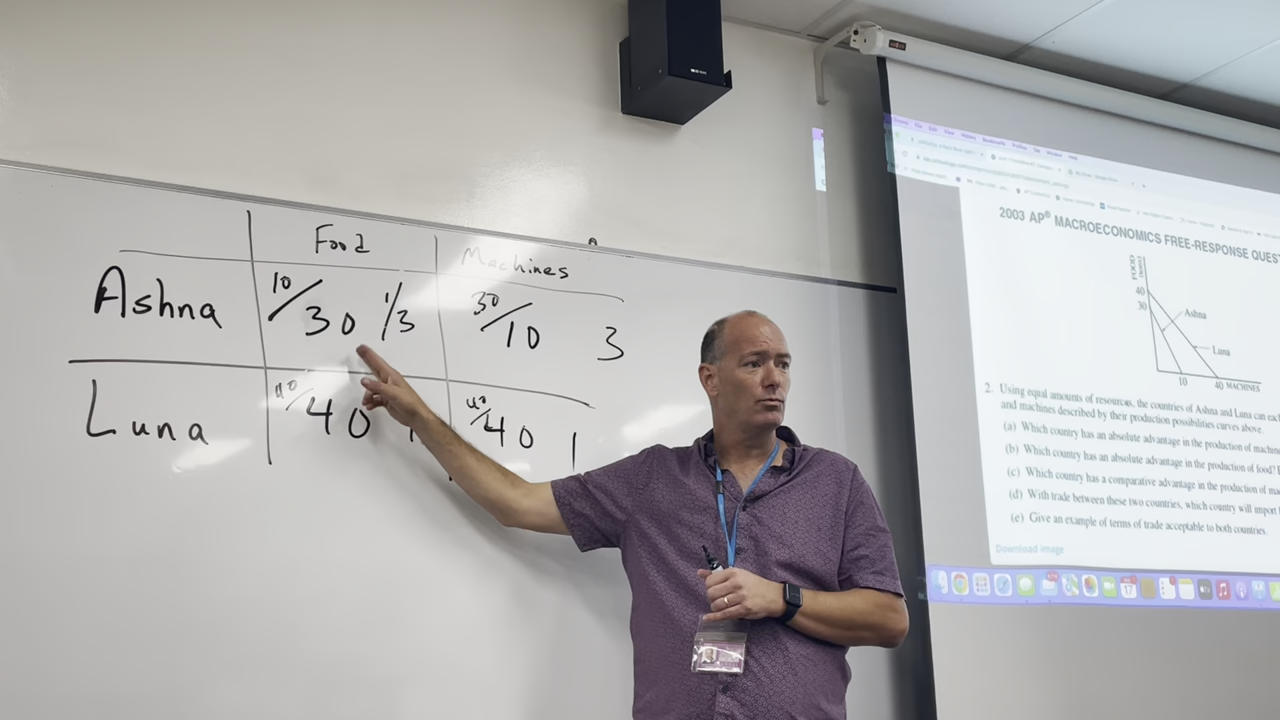 Food
Machines
Ashna
10/30 1/3
30/10 3
Luna
40/40 1
40/40 1
2003 AP® MACROECONOMICS FREE-RESPONSE QUEST
FOOD
(tons)
40
30
Ashna
Luna
10
40
MACHINES
2. Using equal amounts of resources, the countries of Ashna and Luna can eac
and machines described by their production possibilities curves above.
(a) Which country has an absolute advantage in the production of machine
(b) Which country has an absolute advantage in the production of food?
(c) Which country has a comparative advantage in the production of ma
(d) With trade between these two countries, which country will import
(e) Give an example of terms of trade acceptable to both countries.
Download image